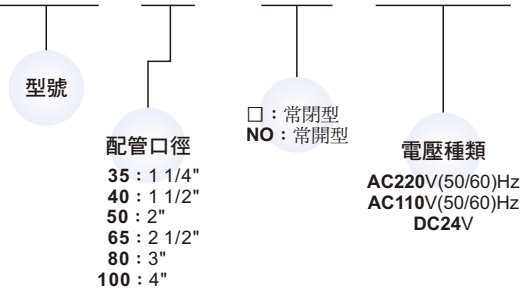 型號
配管口徑
35：1 1/4"
40：1 1/2"
50：2"
65：2 1/2"
80：3"
100：4"
□：常閉型
NO：常開型
電壓種類
AC220V(50/60)Hz
AC110V(50/60)Hz
DC24V